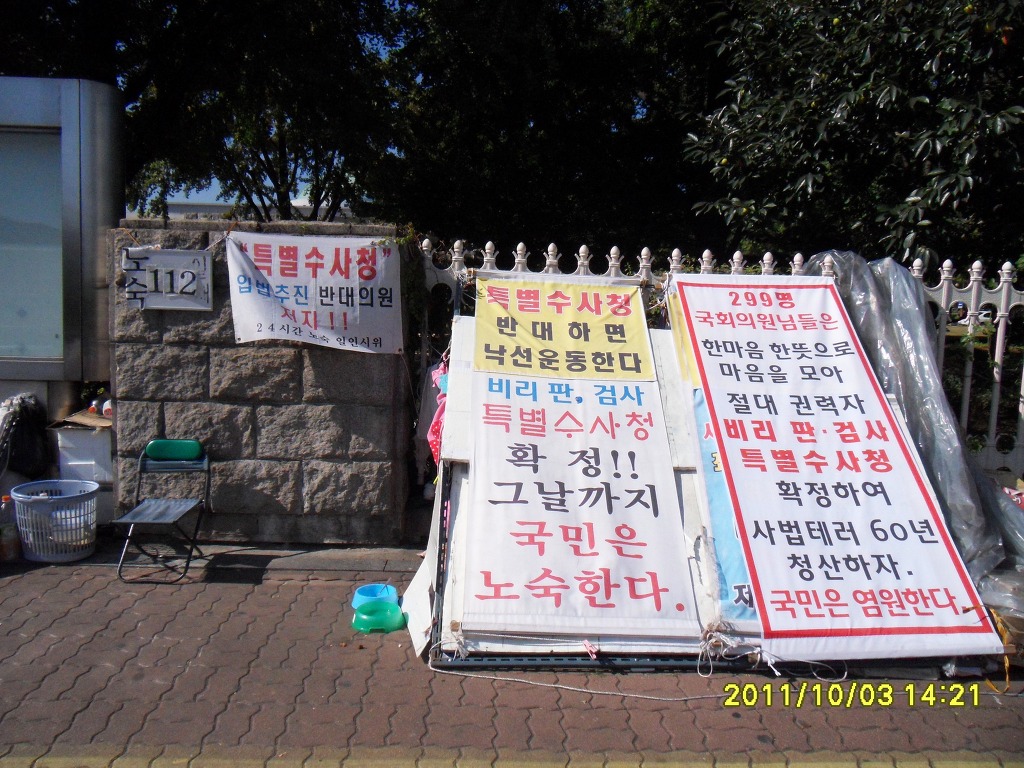 노숙
112
"특별수사청"
입법추진 반대의원
저지!!
24시간 노숙 일인시위
특별수사청
반대하면
낙선운동한다
비리 판, 검사
특별수사청
확정!!
그날까지
국민은
노숙한다.
299명
국회의원님들은
한마음 한뜻으로
마음을 모아
절대 권력자
비리 판·검사
특별수사청
확정하여
사법테러 60년
청산하자.
국민은 염원한다.
2011/10/03 14:21